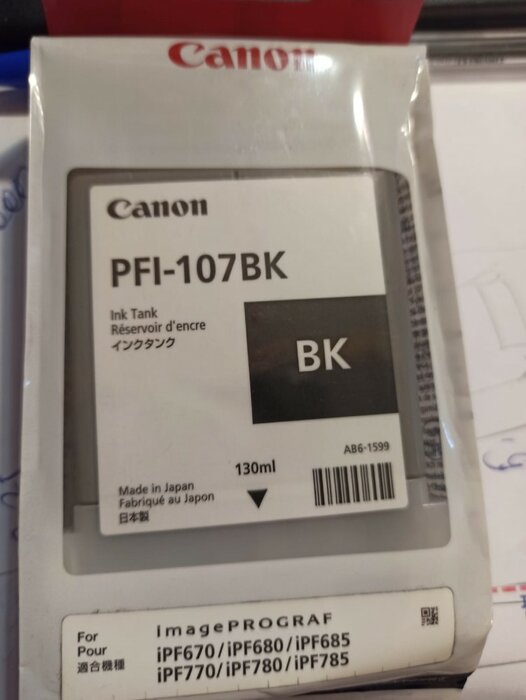 Canon
Canon
PFI-107BK
Ink Tank
Réservoir d'encre
インクタンク
BK
AB6-1599
130ml
Made in Japan
Fabriqué au Japon
日本製
For
Pour
適合機種
imagePROGRAF
iPF670/iPF680/iPF685
iPF770/iPF780/iPF785